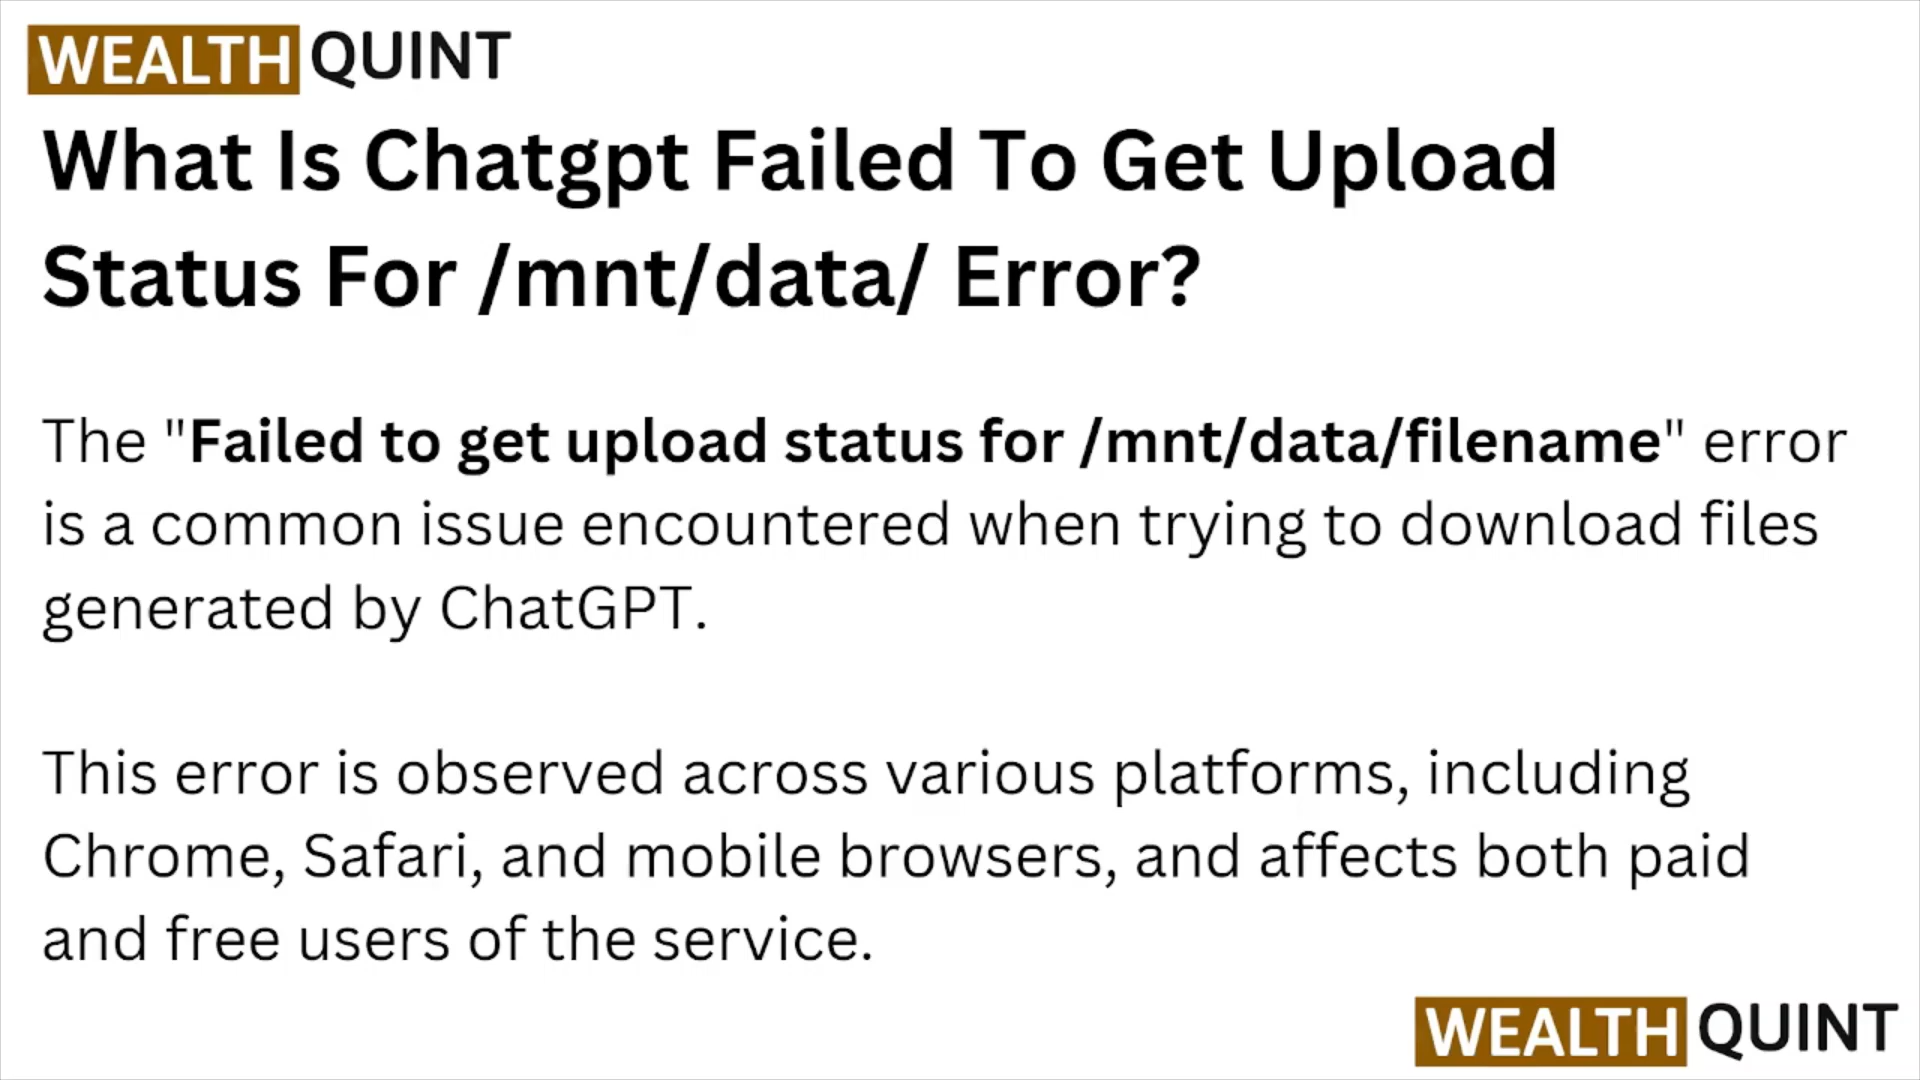 WEALTH QUINT
What Is Chatgpt Failed To Get Upload
Status For /mnt/data/ Error?
The "Failed to get upload status for /mnt/data/filename" error
is a common issue encountered when trying to download files
generated by ChatGPT.
This error is observed across various platforms, including
Chrome, Safari, and mobile browsers, and affects both paid
and free users of the service.
WEALTH QUINT